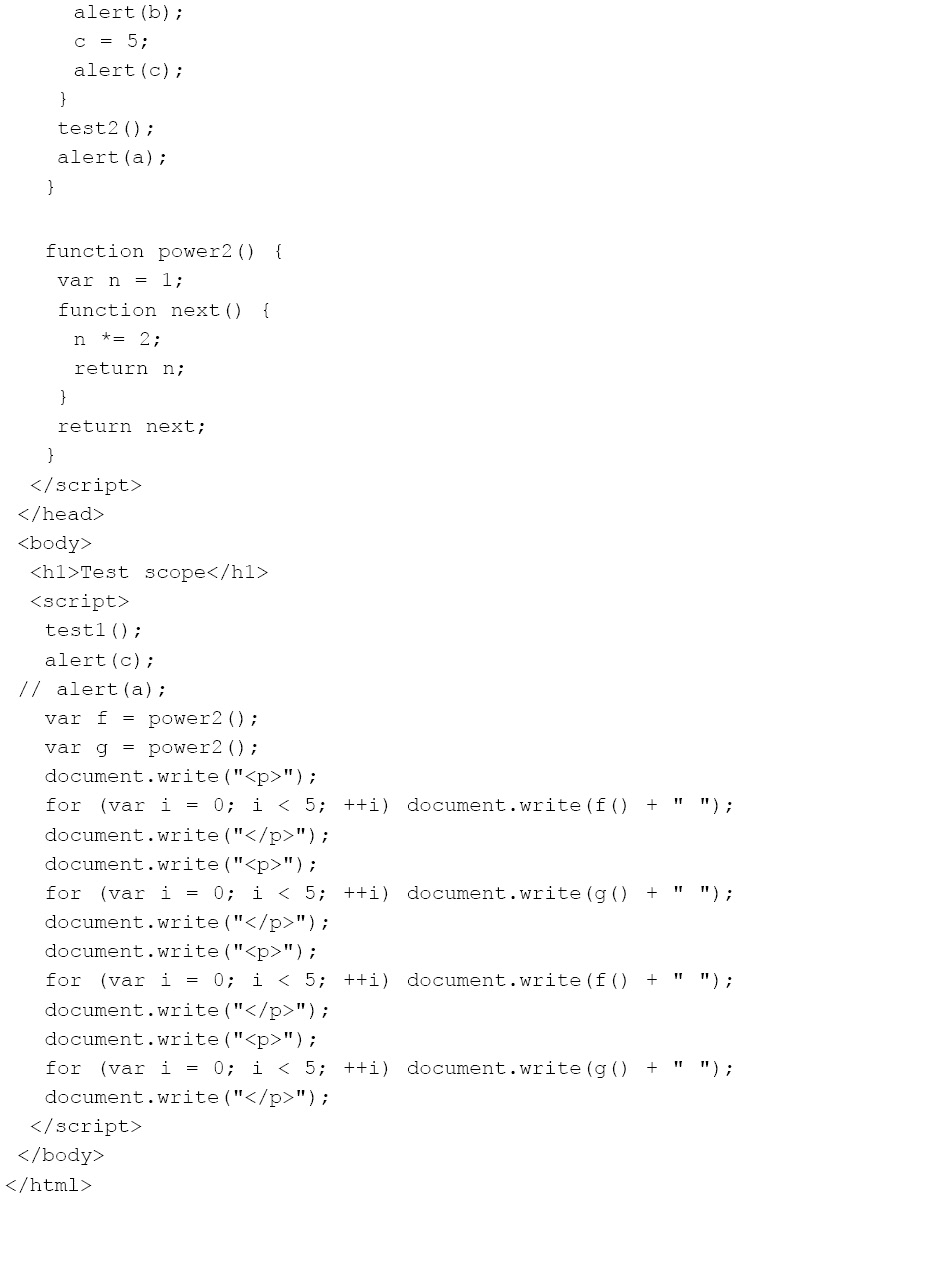 alert(b);
c = 5;
alert(c);
}
test2();
alert(a);
}
function power2() {
var n = 1;
function next() {
n *= 2;
return n;
}
return next;
}
</script>
</head>
<body>
<h1>Test scope</h1>
<script>
test1();
alert(c);
// alert(a);
var f = power2();
var g = power2();
document.write("<p>");
for (var i = 0; i < 5; ++i) document.write(f() + " ");
document.write("</p>");
document.write("<p>");
for (var i = 0; i < 5; ++i) document.write(g() + " ");
document.write("</p>");
document.write("<p>");
for (var i = 0; i < 5; ++i) document.write(f() + " ");
document.write("</p>");
document.write("<p>");
for (var i = 0; i < 5; ++i) document.write(g() + " ");
document.write("</p>");
</script>
</body>
</html>